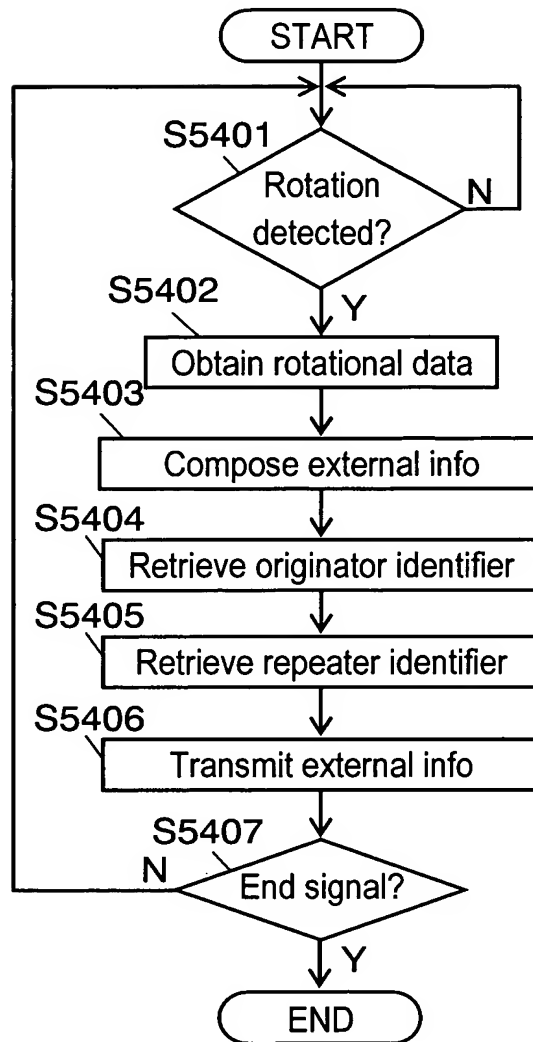 START
S5401
Rotation
detected?
N
S5402
Y
Obtain rotational data
S5403
Compose external info
S5404
Retrieve originator identifier
S5405
Retrieve repeater identifier
S5406
Transmit external info
S5407
N
End signal?
Y
END